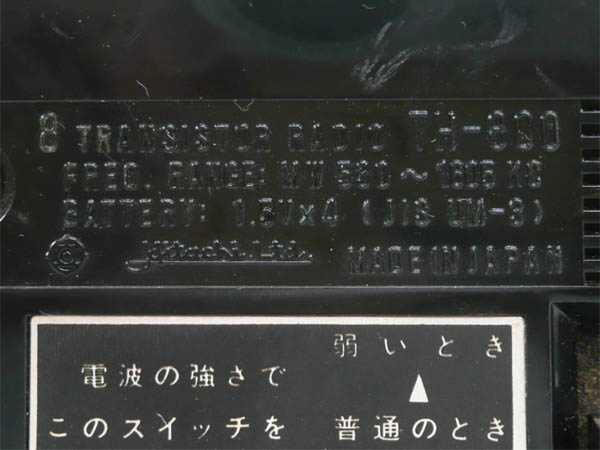 8 TRANSISTOR RADIO TH-800
FREQ. RANGE: MW 530～1605 KC
BATTERY: 1.5V×4 (JIS UM-3)
Hitachi, Ltd. MADE IN JAPAN
弱いとき
電波の強さで
このスイッチを 普通のとき